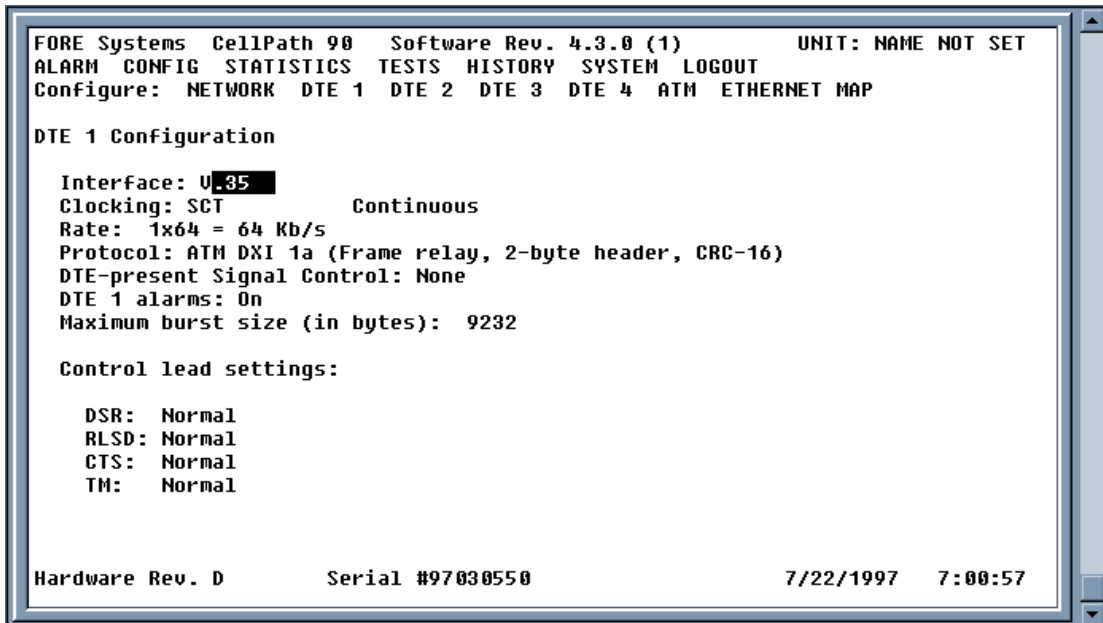 FORE Systems CellPath 90 Software Rev. 4.3.0 (1) UNIT: NAME NOT SET
ALARM CONFIG STATISTICS TESTS HISTORY SYSTEM LOGOUT
Configure: NETWORK DTE 1 DTE 2 DTE 3 DTE 4 ATM ETHERNET MAP
DTE 1 Configuration
Interface: V.35
Clocking: SCT Continuous
Rate: 1x64 = 64 Kb/s
Protocol: ATM DXI 1a (Frame relay, 2-byte header, CRC-16)
DTE-present Signal Control: None
DTE 1 alarms: On
Maximum burst size (in bytes): 9232
Control lead settings:
DSR: Normal
RLSD: Normal
CTS: Normal
TM: Normal
Hardware Rev. D Serial #97030550 7/22/1997 7:00:57